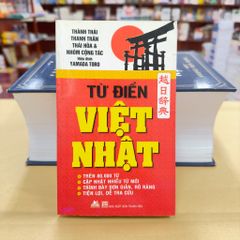 THÀNH THÁI
THANH TRÂN
THÁI HÒA &
NHÓM CỘNG TÁC
Hiệu đính
YAMADA TORO
越日辞典
TỪ ĐIỂN
VIỆT
NHẬT
TRÊN 80.000 TỪ
CẬP NHẬT NHIỀU TỪ MỚI
TRÌNH BÀY ĐƠN GIẢN, RÕ RÀNG
TIỆN LỢI, DỄ TRA CỨU